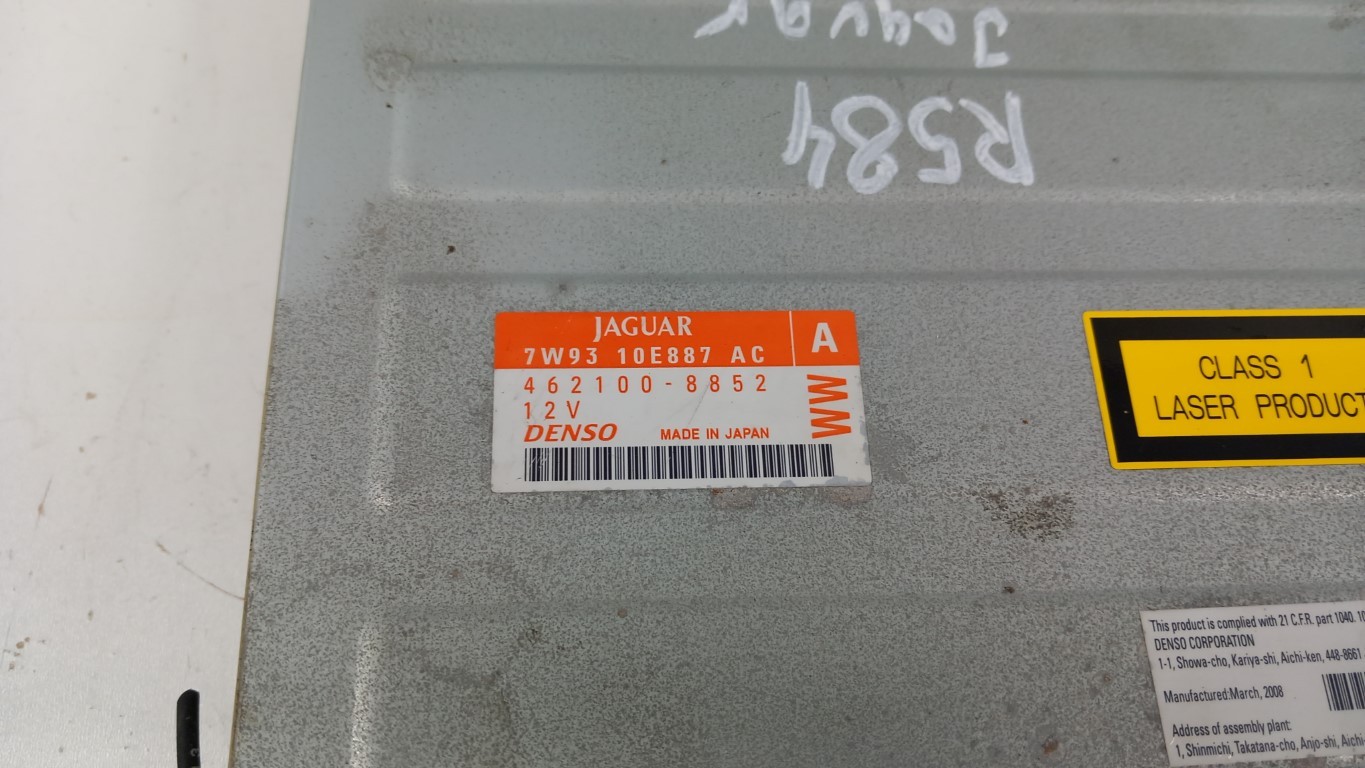 Jaguar
R584
JAGUAR
7W93 10E887 AC
A
462100-8852
12V
DENSO MADE IN JAPAN
WW
CLASS 1
LASER PRODUCT
This product is complied with 21 C.F.R. part 1040. 10
DENSO CORPORATION
1-1, Showa-cho, Kariya-shi, Aichi-ken, 448-8661
Manufactured:March, 2008
Address of assembly plant:
1, Shinmichi, Takatana-cho, Anjo-shi, Aichi-